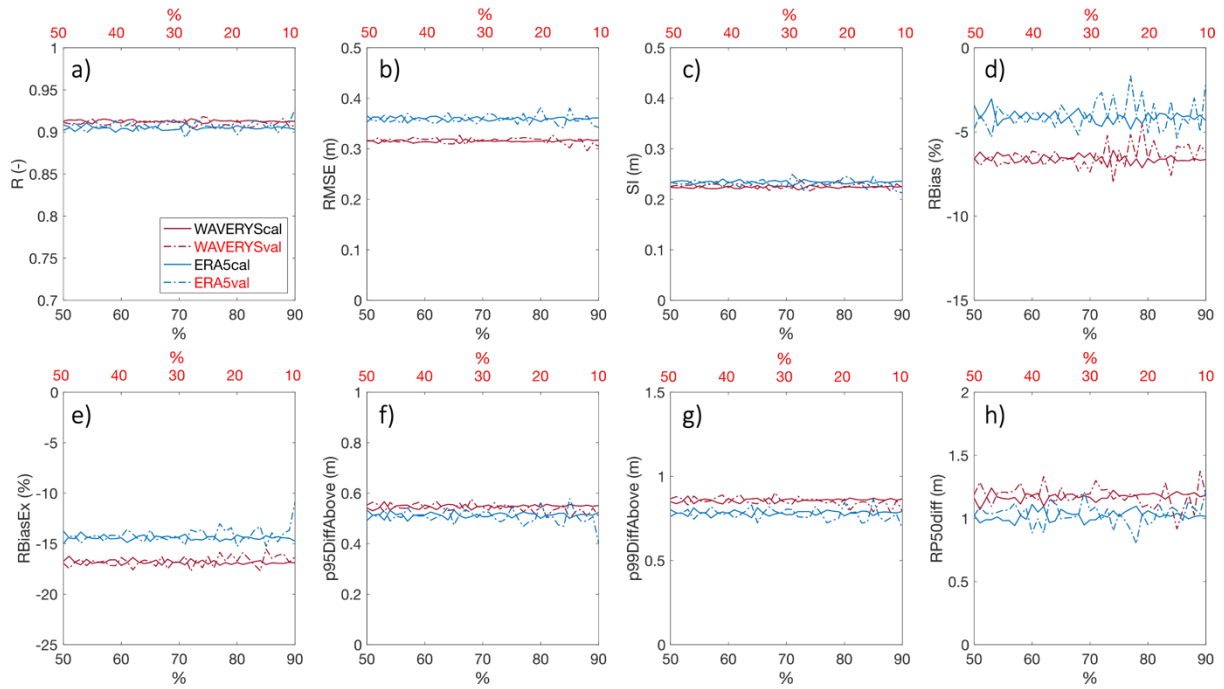 %
50 40 30 20 10
a)
1
0.95
0.9
0.85
0.8
0.75
0.7
R (-)
WAVERYScal
WAVERYSval
ERA5cal
ERA5val
50 60 70 80 90
%
%
50 40 30 20 10
b)
0.5
0.4
0.3
0.2
0.1
0
RMSE (m)
50 60 70 80 90
%
%
50 40 30 20 10
c)
0.5
0.4
0.3
0.2
0.1
0
SI (m)
50 60 70 80 90
%
%
50 40 30 20 10
d)
0
-5
-10
-15
RBias (%)
50 60 70 80 90
%
%
50 40 30 20 10
e)
0
-5
-10
-15
-20
-25
RBiasEx (%)
50 60 70 80 90
%
%
50 40 30 20 10
f)
1
0.8
0.6
0.4
0.2
0
p95DiffAbove (m)
50 60 70 80 90
%
%
50 40 30 20 10
g)
1.5
1
0.5
0
p99DiffAbove (m)
50 60 70 80 90
%
%
50 40 30 20 10
h)
2
1.5
1
0.5
0
RP50diff (m)
50 60 70 80 90
%